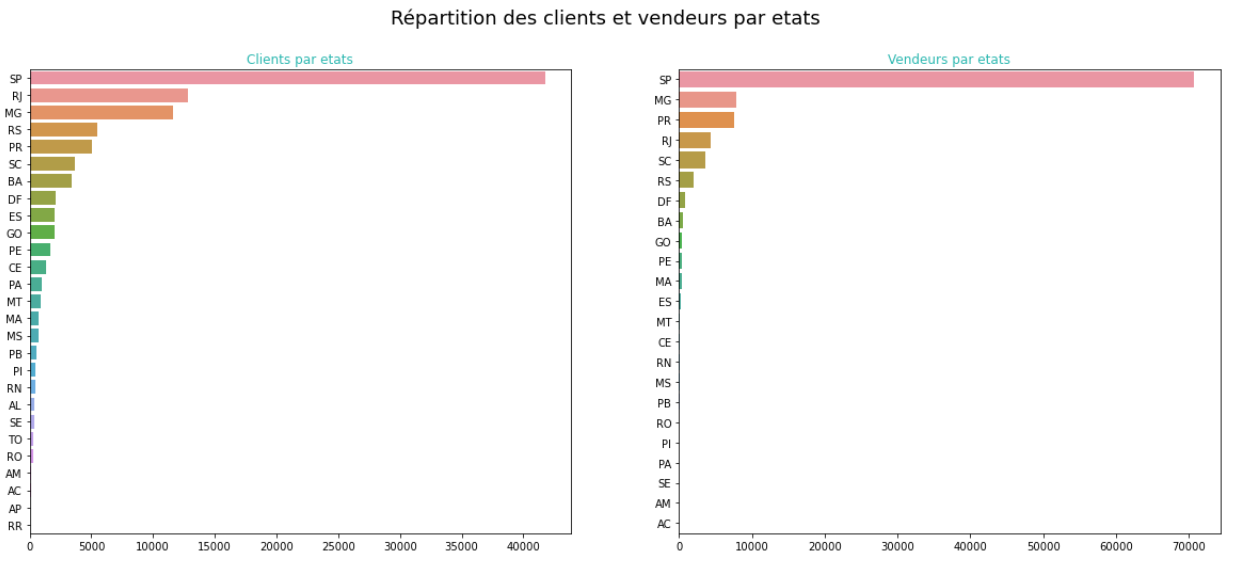 Répartition des clients et vendeurs par etats
Clients par etats
SP
RJ
MG
RS
PR
SC
BA
DF
ES
GO
PE
CE
PA
MT
MA
MS
PB
PI
RN
AL
SE
TO
RO
AM
AC
AP
RR
0 5000 10000 15000 20000 25000 30000 35000 40000
Vendeurs par etats
SP
MG
PR
RJ
SC
RS
DF
BA
GO
PE
MA
ES
MT
CE
RN
MS
PB
RO
PI
PA
SE
AM
AC
0 10000 20000 30000 40000 50000 60000 70000